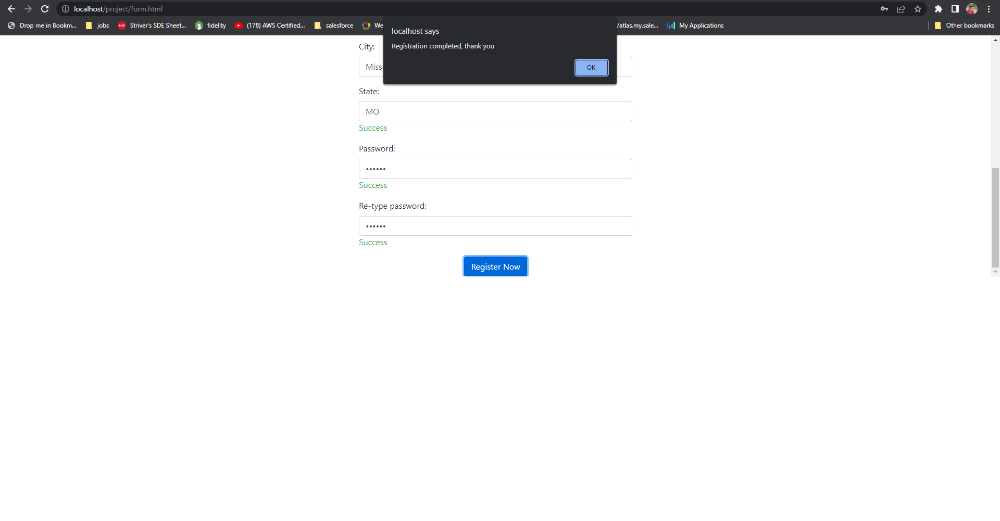 localhost/project/form.html
Drop me in Bookm... jobs Striver's SDE Sheet... fidelity (178) AWS Certified... salesforce We /atlas.my.sale... My Applications Other bookmarks
localhost says
Registration completed, thank you
OK
City:
State:
MO
Success
Password:
••••••
Success
Re-type password:
••••••
Success
Register Now